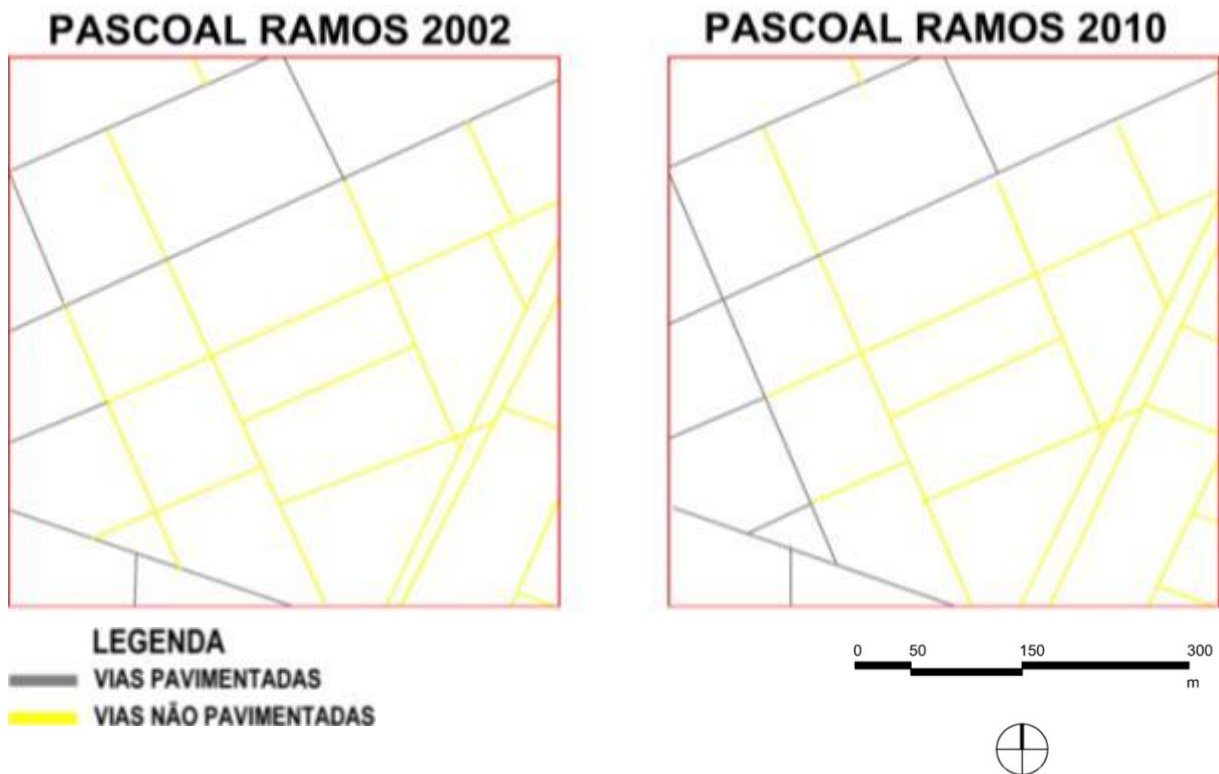 PASCOAL RAMOS 2002
PASCOAL RAMOS 2010
LEGENDA
VIAS PAVIMENTADAS
VIAS NÃO PAVIMENTADAS
0 50 150 300
m